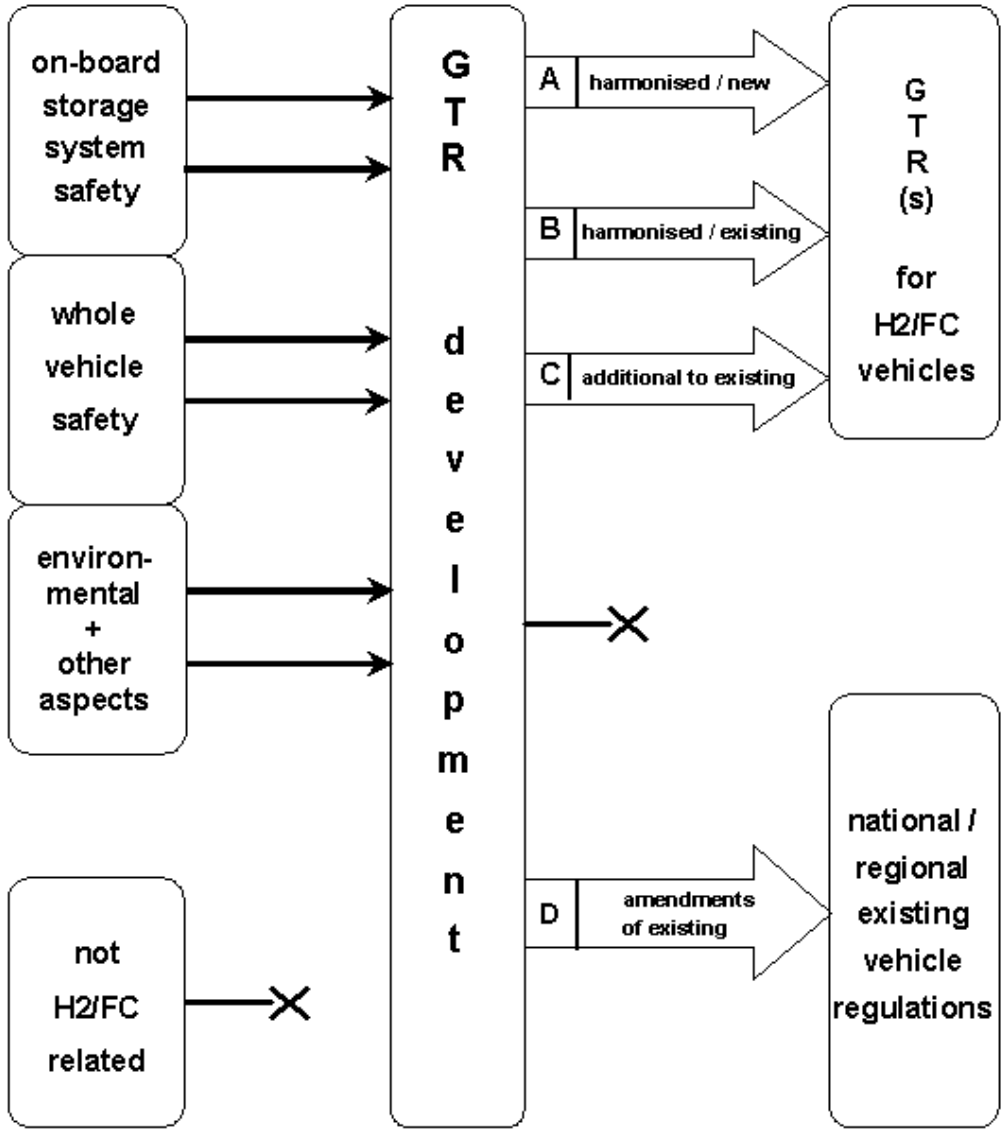 on-board
storage
system
safety
whole
vehicle
safety
environ-
mental
+
other
aspects
not
H2/FC
related
G
T
R
d
e
v
e
l
o
p
m
e
n
t
A harmonised / new
B harmonised / existing
C additional to existing
D amendments
of existing
G
T
R
(s)
for
H2/FC
vehicles
national /
regional
existing
vehicle
regulations